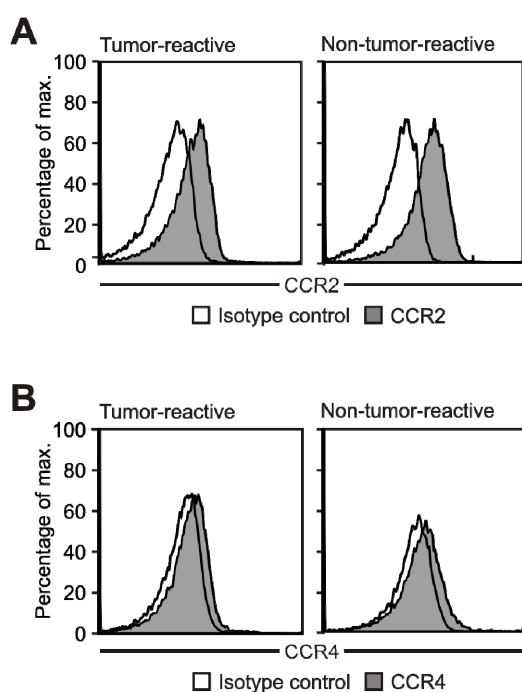 A
Tumor-reactive Non-tumor-reactive
Percentage of max.
100
80
60
40
20
0
CCR2
Isotype control CCR2
B
Tumor-reactive Non-tumor-reactive
Percentage of max.
100
80
60
40
20
0
CCR4
Isotype control CCR4